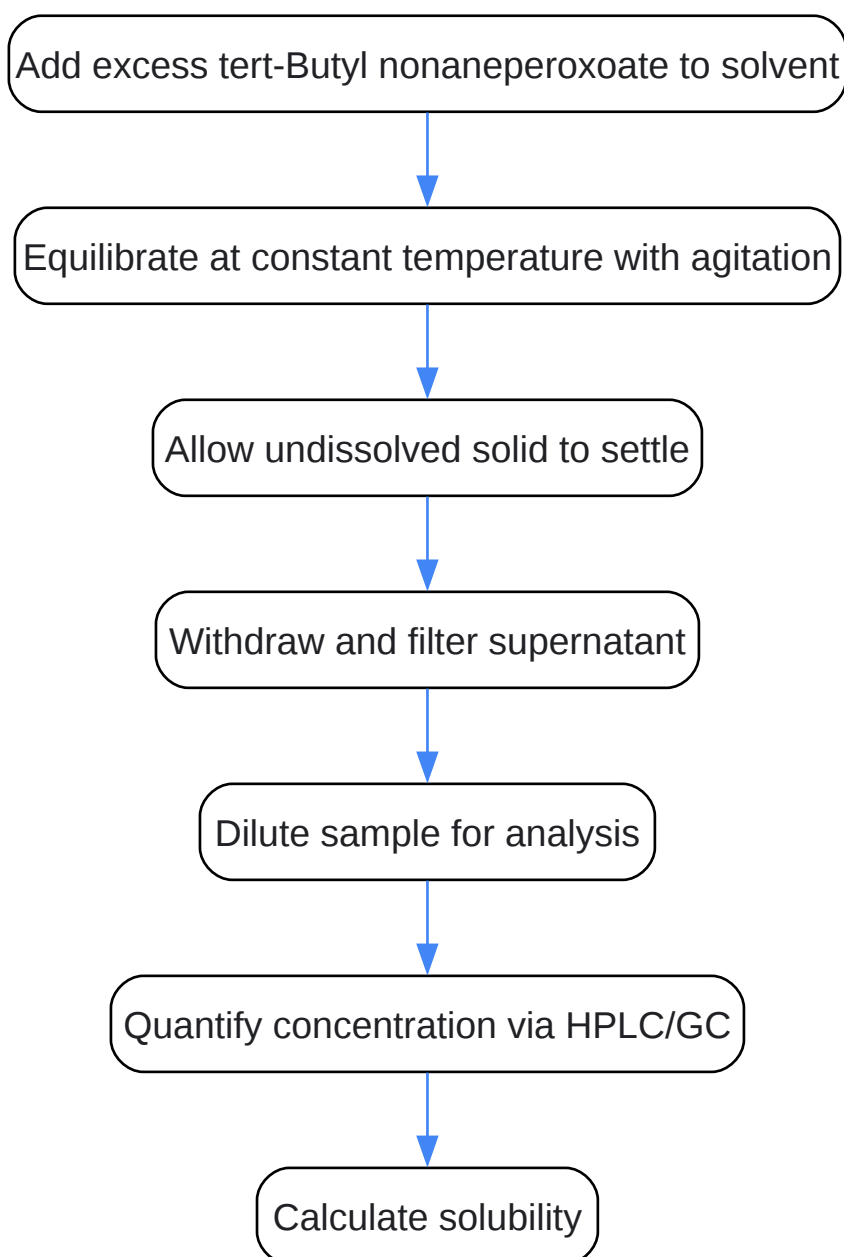 Add excess tert-Butyl nonaneperoxoate to solvent
Equilibrate at constant temperature with agitation
Allow undissolved solid to settle
Withdraw and filter supernatant
Dilute sample for analysis
Quantify concentration via HPLC/GC
Calculate solubility